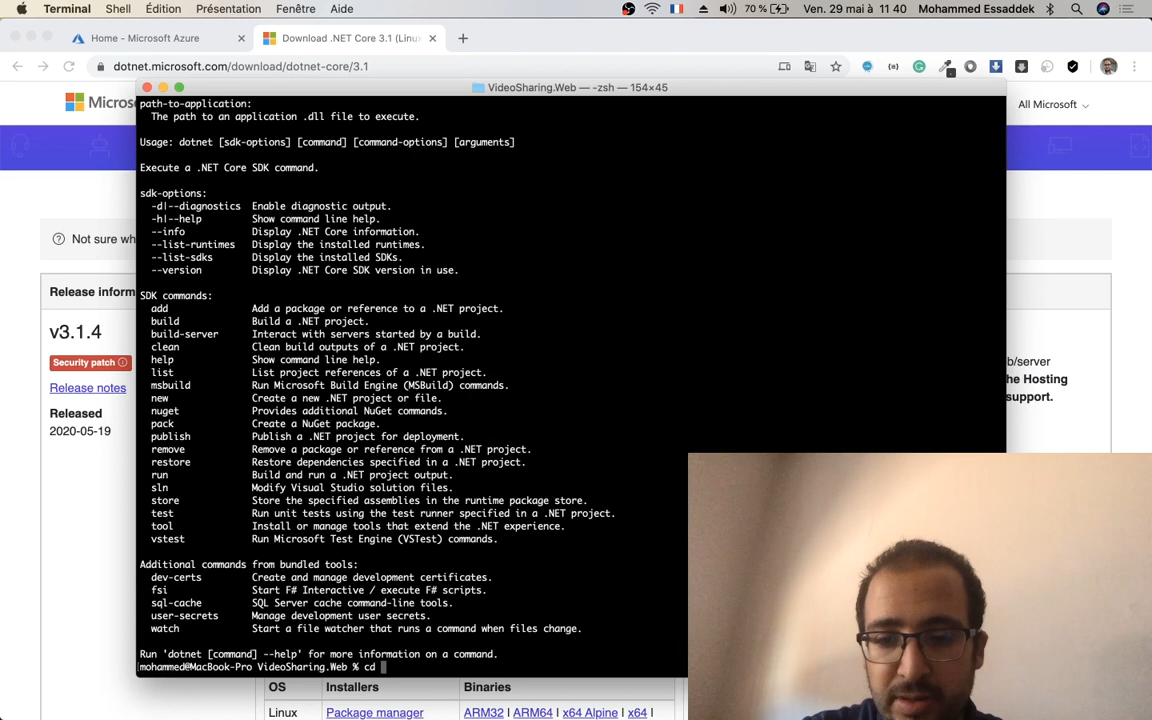 Terminal Shell Édition Présentation Fenêtre Aide 70 % Ven. 29 mai à 11 40 Mohammed Essaddek
Home - Microsoft Azure Download .NET Core 3.1 (Linu
dotnet.microsoft.com/download/dotnet-core/3.1
VideoSharing.Web — -zsh — 154×45
Micros
All Microsoft
path-to-application:
The path to an application .dll file to execute.
Usage: dotnet [sdk-options] [command] [command-options] [arguments]
Execute a .NET Core SDK command.
sdk-options:
-d|--diagnostics Enable diagnostic output.
-h|--help Show command line help.
--info Display .NET Core information.
--list-runtimes Display the installed runtimes.
--list-sdks Display the installed SDKs.
--version Display .NET Core SDK version in use.
SDK commands:
add Add a package or reference to a .NET project.
build Build a .NET project.
build-server Interact with servers started by a build.
clean Clean build outputs of a .NET project.
help Show command line help.
list List project references of a .NET project.
msbuild Run Microsoft Build Engine (MSBuild) commands.
new Create a new .NET project or file.
nuget Provides additional NuGet commands.
pack Create a NuGet package.
publish Publish a .NET project for deployment.
remove Remove a package or reference from a .NET project.
restore Restore dependencies specified in a .NET project.
run Build and run a .NET project output.
sln Modify Visual Studio solution files.
store Store the specified assemblies in the runtime package store.
test Run unit tests using the test runner specified in a .NET project.
tool Install or manage tools that extend the .NET experience.
vstest Run Microsoft Test Engine (VSTest) commands.
Additional commands from bundled tools:
dev-certs Create and manage development certificates.
fsi Start F# Interactive / execute F# scripts.
sql-cache SQL Server cache command-line tools.
user-secrets Manage development user secrets.
watch Start a file watcher that runs a command when files change.
Run 'dotnet [command] --help' for more information on a command.
mohammed@MacBook-Pro VideoSharing.Web % cd
Not sure wh
Release inform
v3.1.4
Security patch
Release notes
Released
2020-05-19
b/server
he Hosting
support.
OS Installers Binaries
Linux Package manager ARM32 | ARM64 | x64 Alpine | x64 |